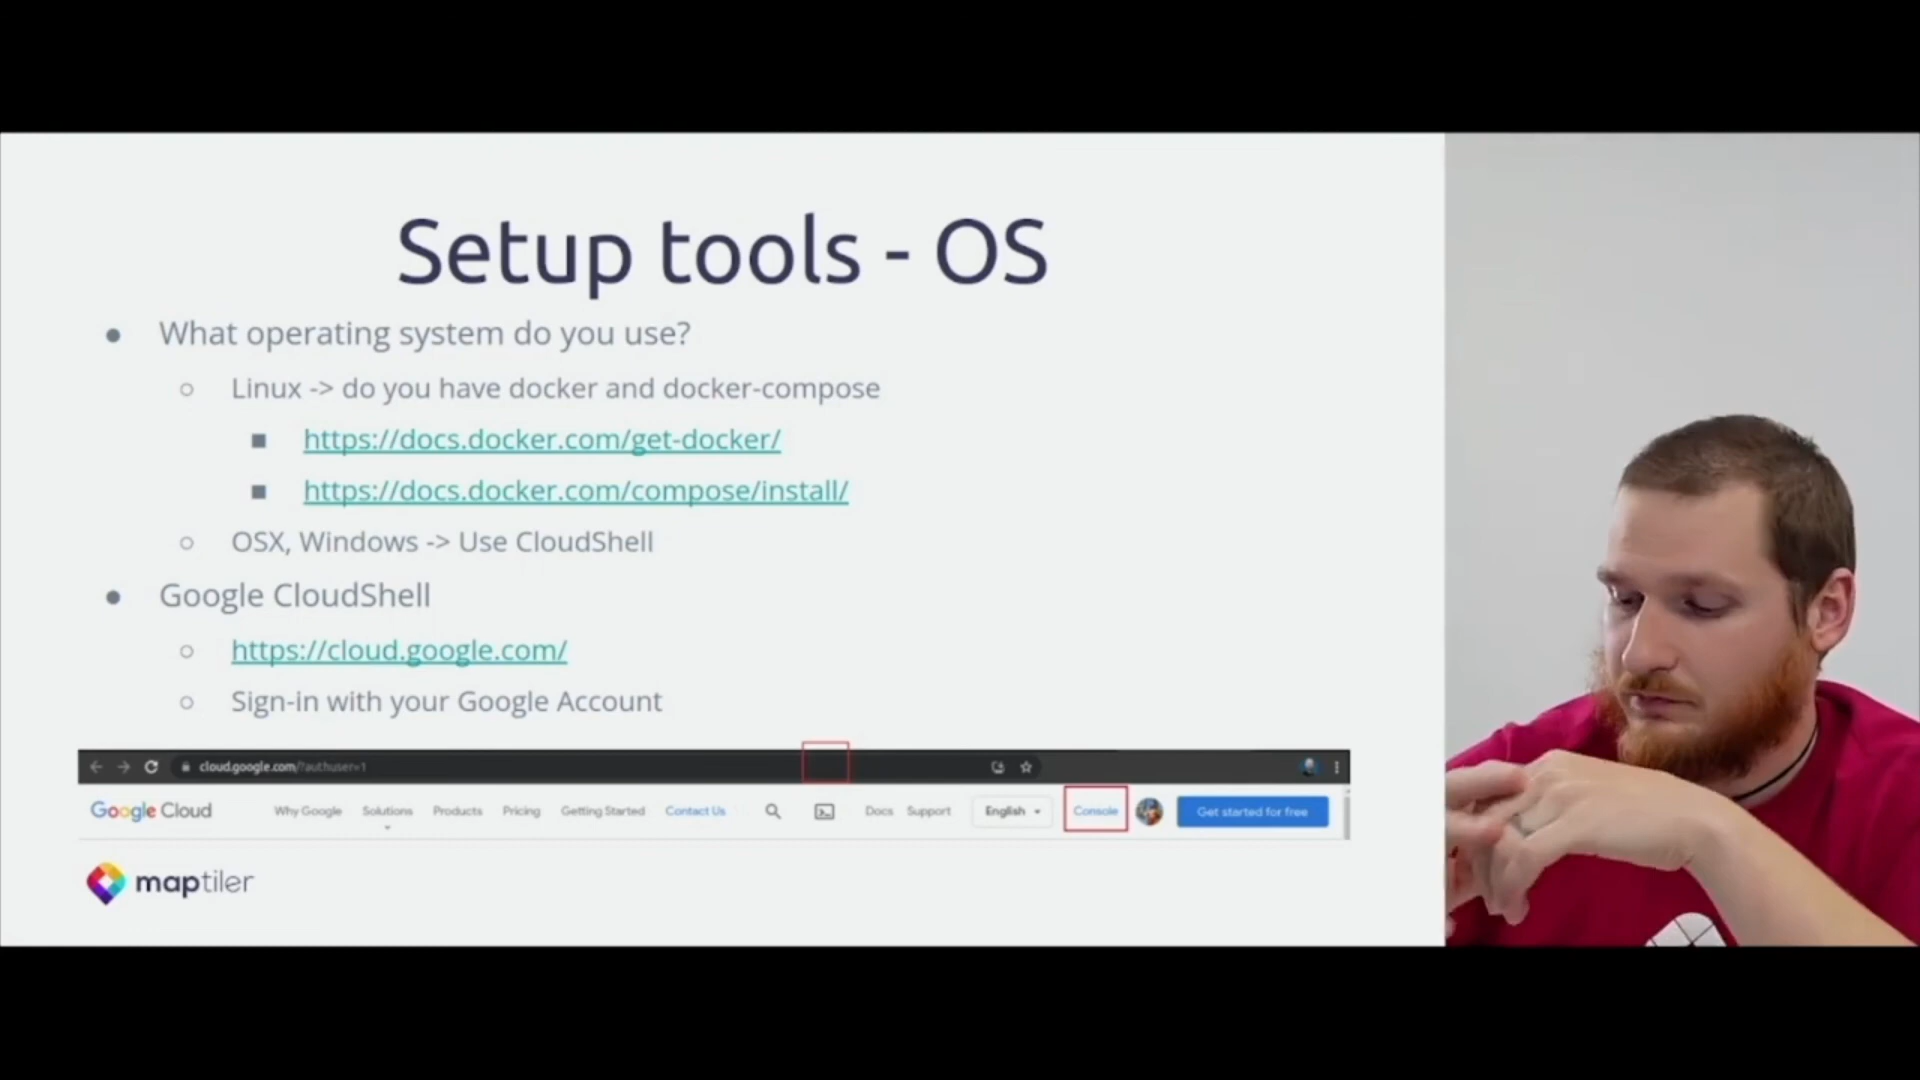 Setup tools - OS
What operating system do you use?
Linux -> do you have docker and docker-compose
https://docs.docker.com/get-docker/
https://docs.docker.com/compose/install/
OSX, Windows -> Use CloudShell
Google CloudShell
https://cloud.google.com/
Sign-in with your Google Account
cloud.google.com/?authuser=1
Google Cloud Why Google Solutions Products Pricing Getting Started Contact Us Docs Support English Console Get started for free
maptiler